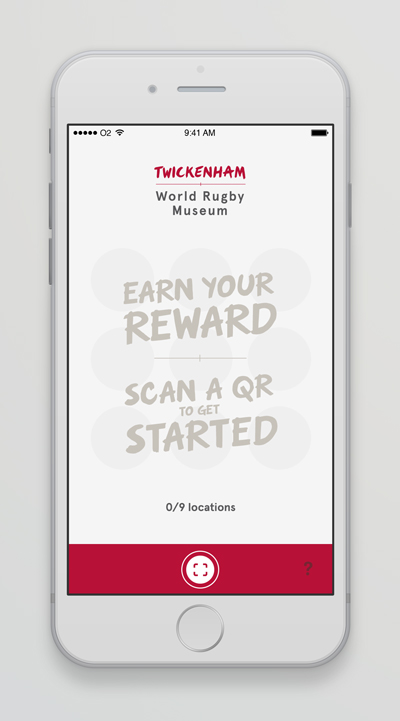 O2 9:41 AM
TWICKENHAM
World Rugby
Museum
EARN YOUR
REWARD
SCAN A QR
TO GET
STARTED
0/9 locations
?